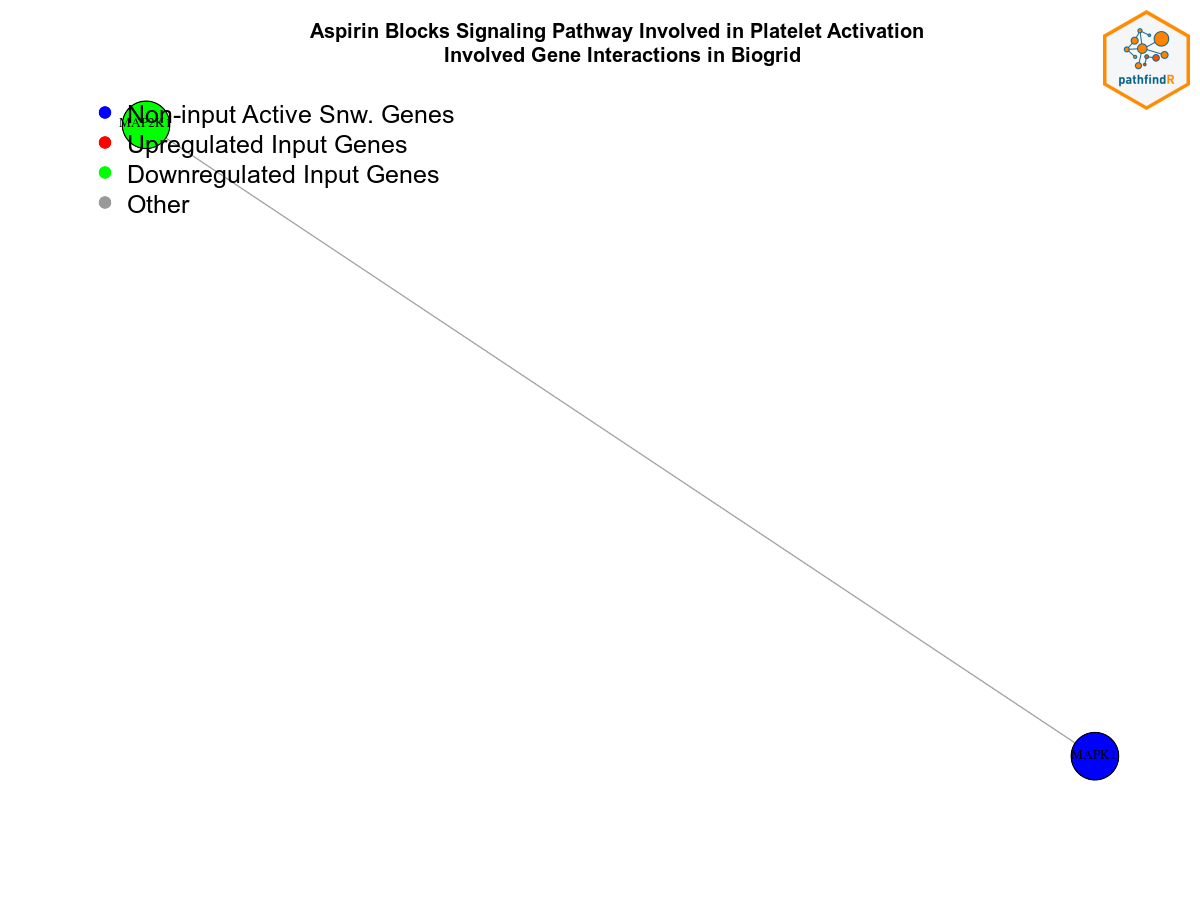 Aspirin Blocks Signaling Pathway Involved in Platelet Activation
Involved Gene Interactions in Biogrid
pathfindR
Non-input Active Snw. Genes
Upregulated Input Genes
Downregulated Input Genes
Other